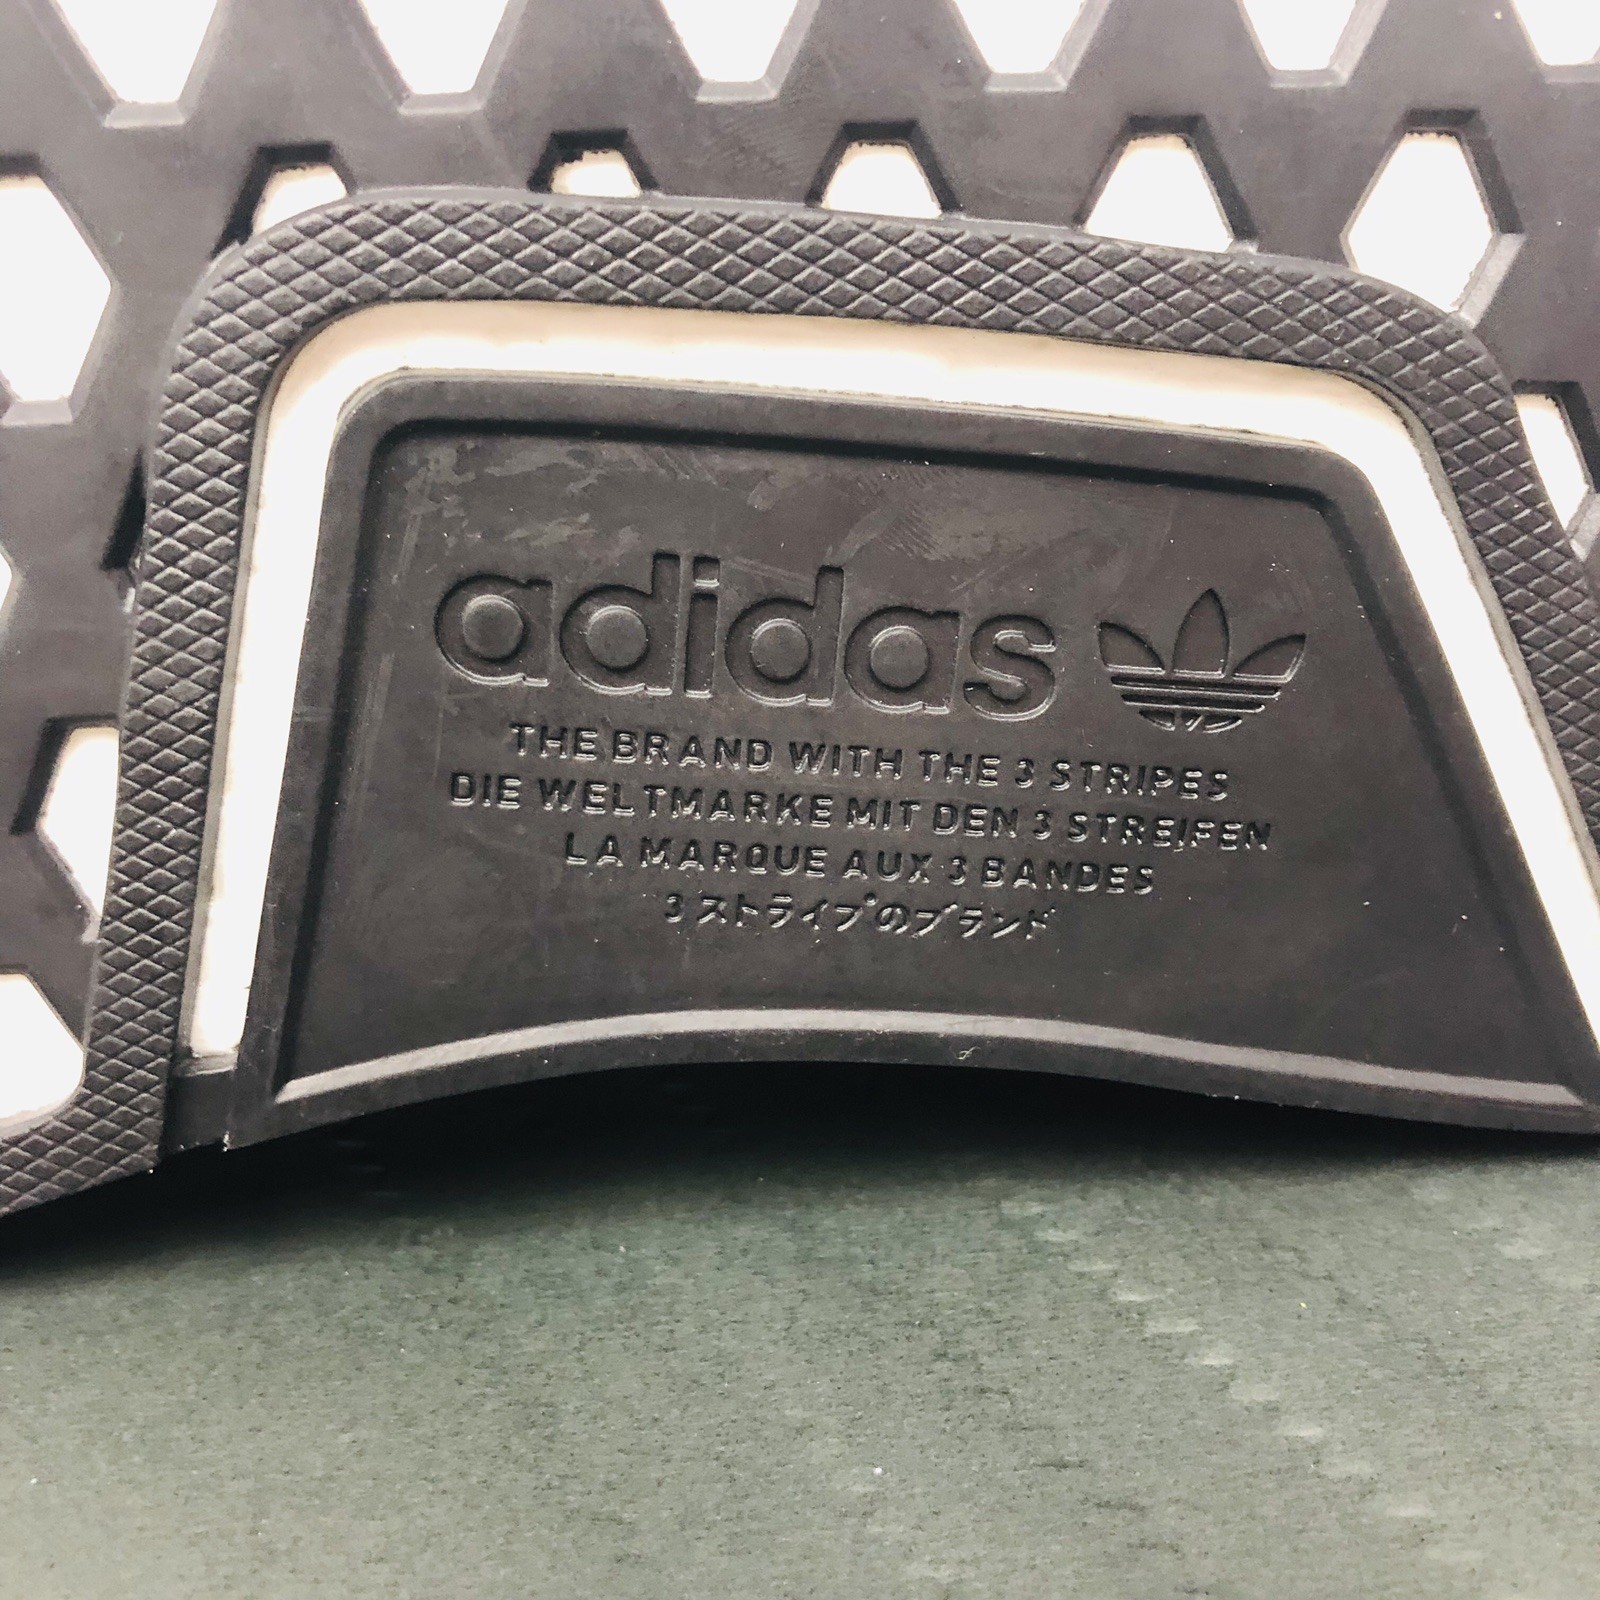 adidas
THE BRAND WITH THE 3 STRIPES
DIE WELTMARKE MIT DEN 3 STREIFEN
LA MARQUE AUX 3 BANDES
3 ストライプのブランド